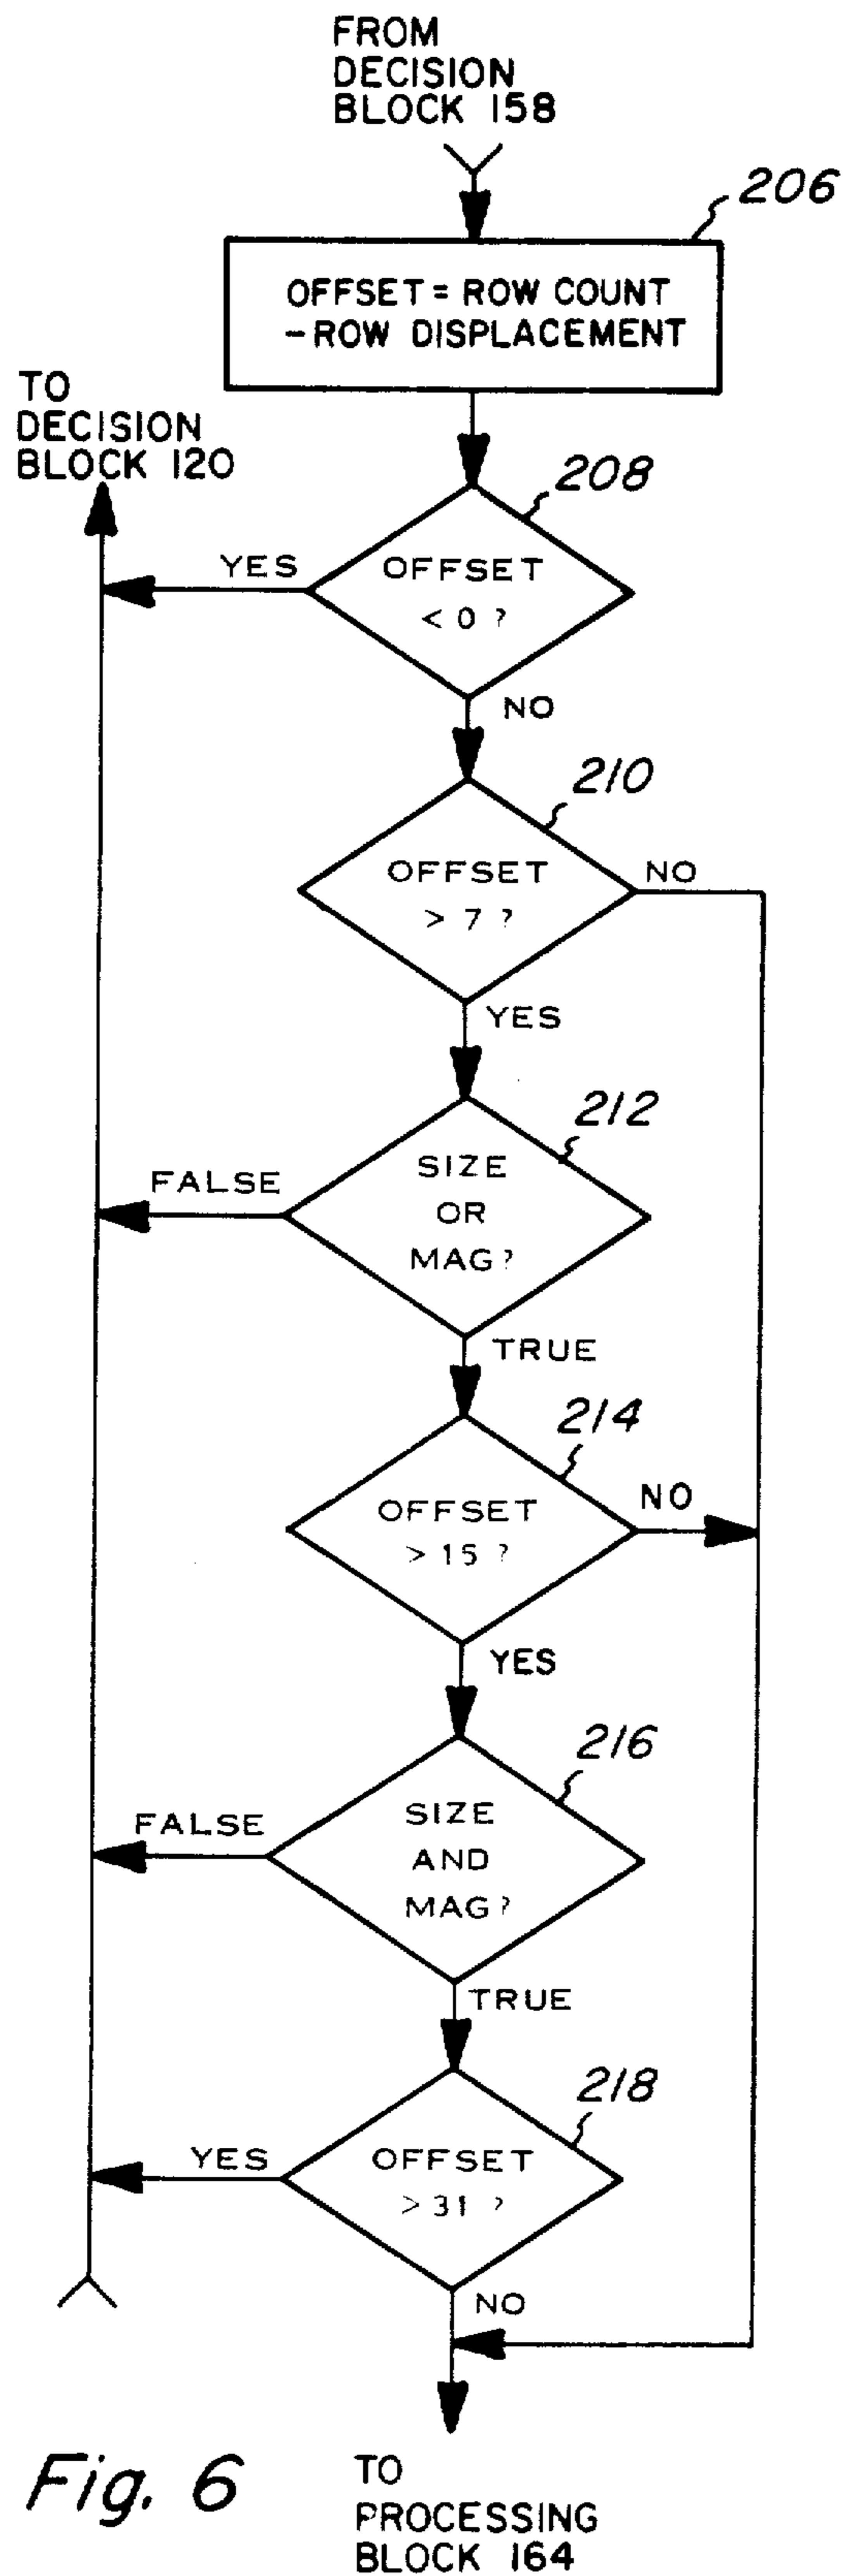 FROM
DECISION
BLOCK 158
206
OFFSET = ROW COUNT
- ROW DISPLACEMENT
TO
DECISION
BLOCK 120
208
YES
OFFSET
< 0 ?
NO
210
OFFSET
> 7 ?
NO
YES
212
FALSE
SIZE
OR
MAG?
TRUE
214
OFFSET
> 15 ?
NO
YES
216
FALSE
SIZE
AND
MAG?
TRUE
218
YES
OFFSET
> 31 ?
NO
Fig. 6
TO
PROCESSING
BLOCK 164